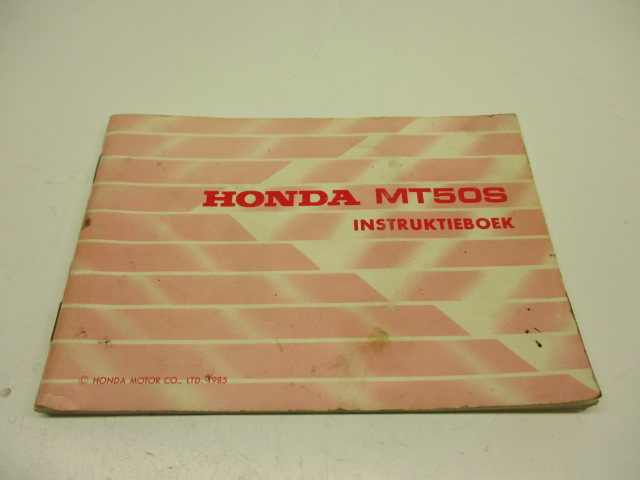 HONDA MT50S
INSTRUKTIEBOEK
© HONDA MOTOR CO., LTD. 1985